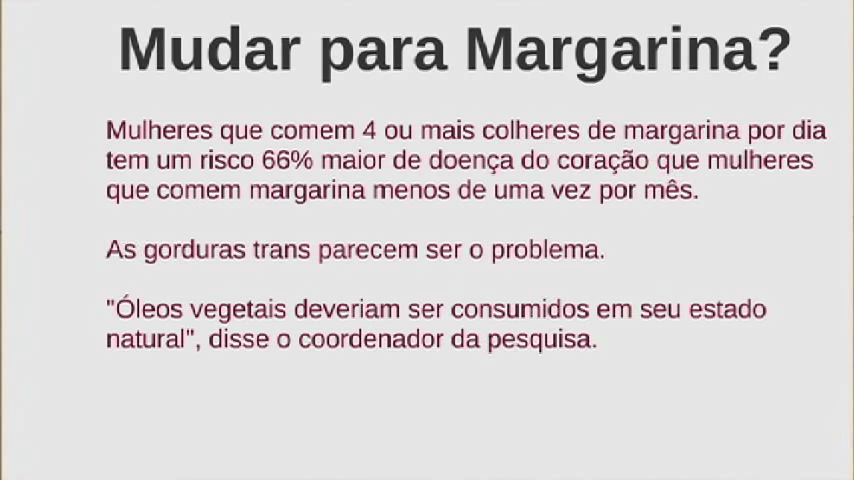 Mudar para Margarina?
Mulheres que comem 4 ou mais colheres de margarina por dia
tem um risco 66% maior de doença do coração que mulheres
que comem margarina menos de uma vez por mês.
As gorduras trans parecem ser o problema.
"Óleos vegetais deveriam ser consumidos em seu estado
natural", disse o coordenador da pesquisa.